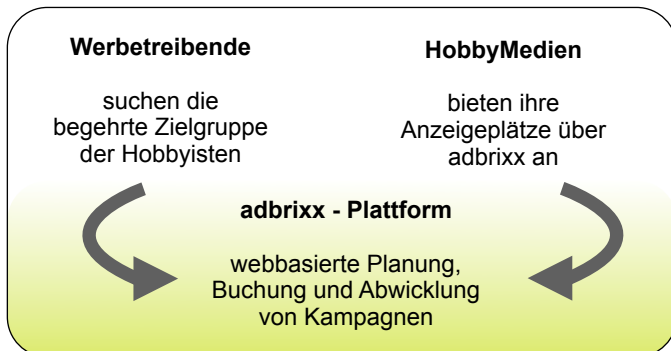 Werbetreibende
suchen die
begehrte Zielgruppe
der Hobbyisten
HobbyMedien
bieten ihre
Anzeigeplätze über
adbrixx an
adbrixx - Plattform
webbasierte Planung,
Buchung und Abwicklung
von Kampagnen